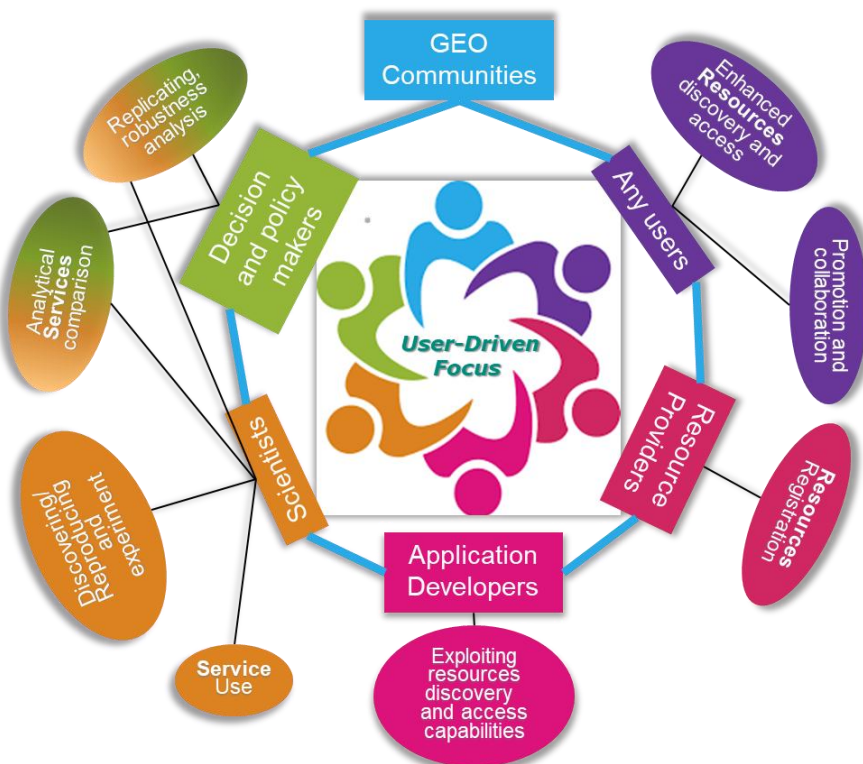 GEO
Communities
Replicating,
robustness
analysis
Enhanced
Resources
discovery and
access
Decision
and policy
makers
Any users
Analytical
Services
comparison
Promotion and
collaboration
User-Driven
Focus
Scientists
Resource
Providers
Discovering/
Reproducing
and
experiment
Resources
Registration
Application
Developers
Service
Use
Exploiting
resources
discovery
and access
capabilities